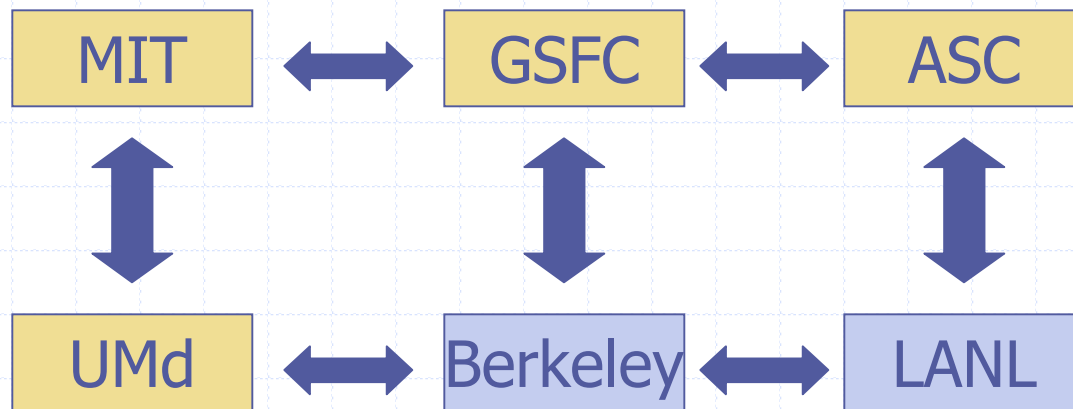 MIT
GSFC
ASC
UMd
Berkeley
LANL